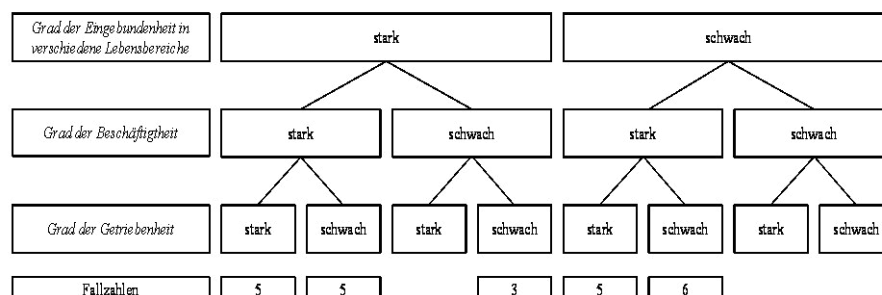 Grad der Eingebundenheit in
verschiedene Lebensbereiche
stark schwach
Grad der Beschäftigtheit stark schwach stark schwach
Grad der Getriebenheit stark schwach stark schwach stark schwach stark schwach
Fallzahlen 5 5 3 5 6